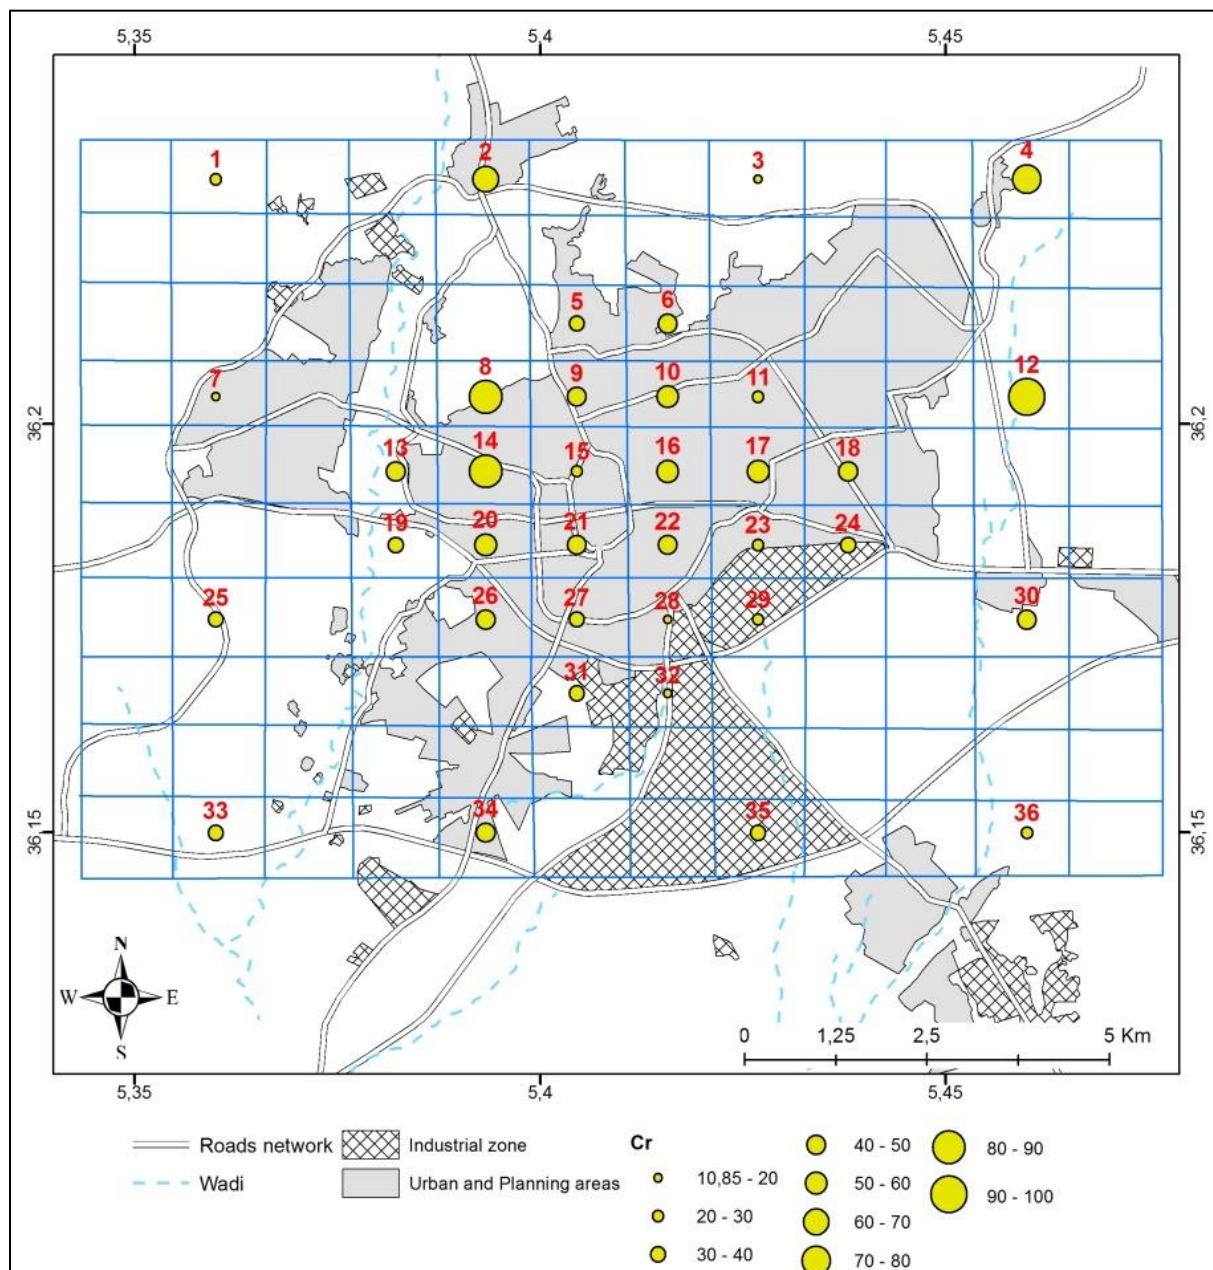 5,35 5,4 5,45
1 2 3 4
5 6
7 8 9 10 11 12
36,2 36,2
13 14 15 16 17 18
19 20 21 22 23 24
25 26 27 28 29 30
31 32
33 34 35 36
36,15 36,15
N
W E
S
0 1,25 2,5 5 Km
5,35 5,4 5,45
Roads network
Wadi
Industrial zone
Urban and Planning areas
Cr
10,85 - 20
20 - 30
30 - 40
40 - 50
50 - 60
60 - 70
70 - 80
80 - 90
90 - 100